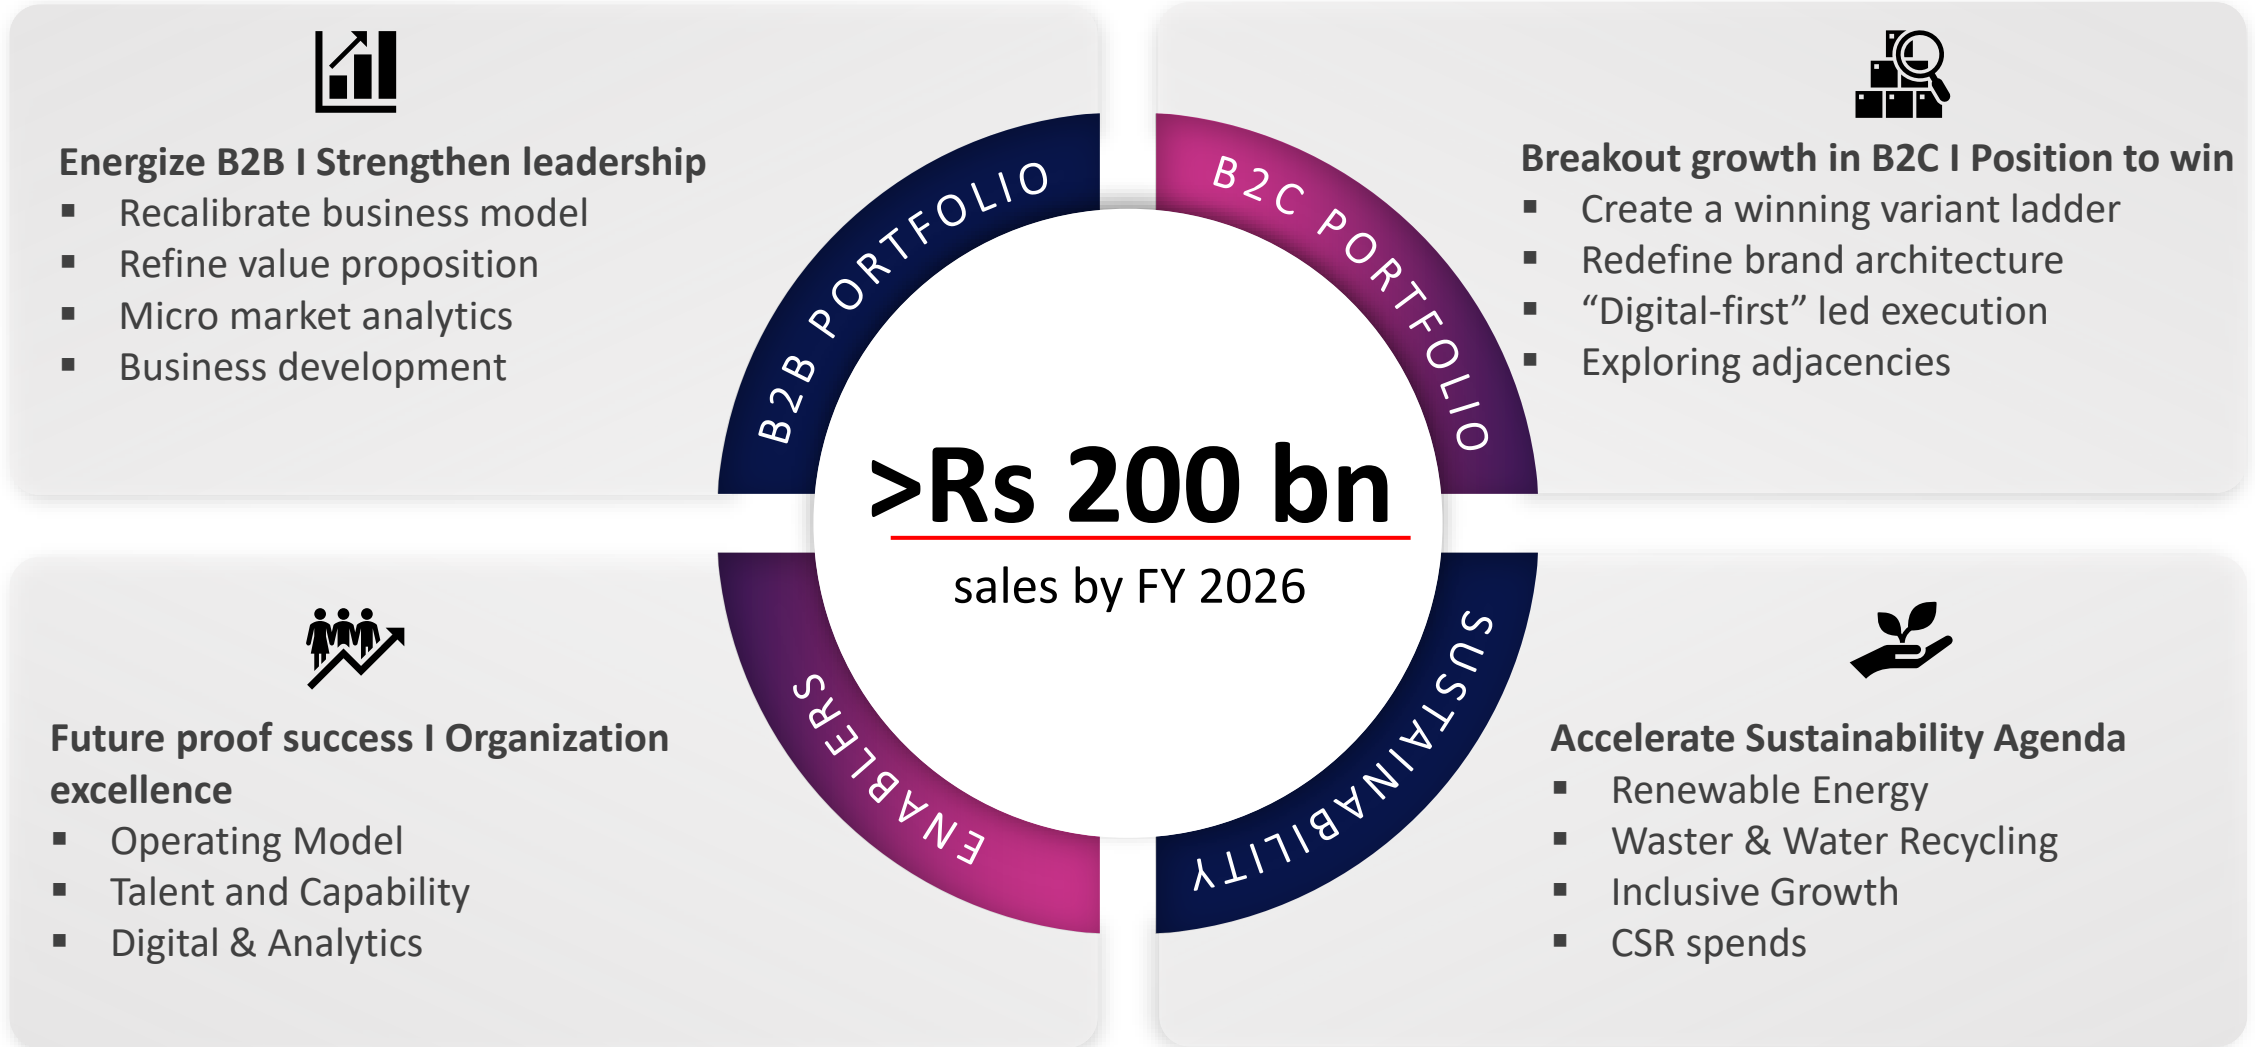 Energize B2B I Strengthen leadership
▪ Recalibrate business model
▪ Refine value proposition
▪ Micro market analytics
▪ Business development
Breakout growth in B2C I Position to win
▪ Create a winning variant ladder
▪ Redefine brand architecture
▪ “Digital-first” led execution
▪ Exploring adjacencies
B2B PORTFOLIO
B2C PORTFOLIO
>Rs 200 bn
sales by FY 2026
ENABLERS
SUSTAINABILITY
Future proof success I Organization
excellence
▪ Operating Model
▪ Talent and Capability
▪ Digital & Analytics
Accelerate Sustainability Agenda
▪ Renewable Energy
▪ Waster & Water Recycling
▪ Inclusive Growth
▪ CSR spends